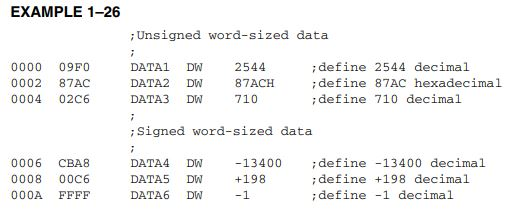 EXAMPLE 1–26
;Unsigned word-sized data
;
0000 09F0 DATA1 DW 2544 ;define 2544 decimal
0002 87AC DATA2 DW 87ACH ;define 87AC hexadecimal
0004 02C6 DATA3 DW 710 ;define 710 decimal
;
;Signed word-sized data
;
0006 CBA8 DATA4 DW -13400 ;define -13400 decimal
0008 00C6 DATA5 DW +198 ;define +198 decimal
000A FFFF DATA6 DW -1 ;define -1 decimal